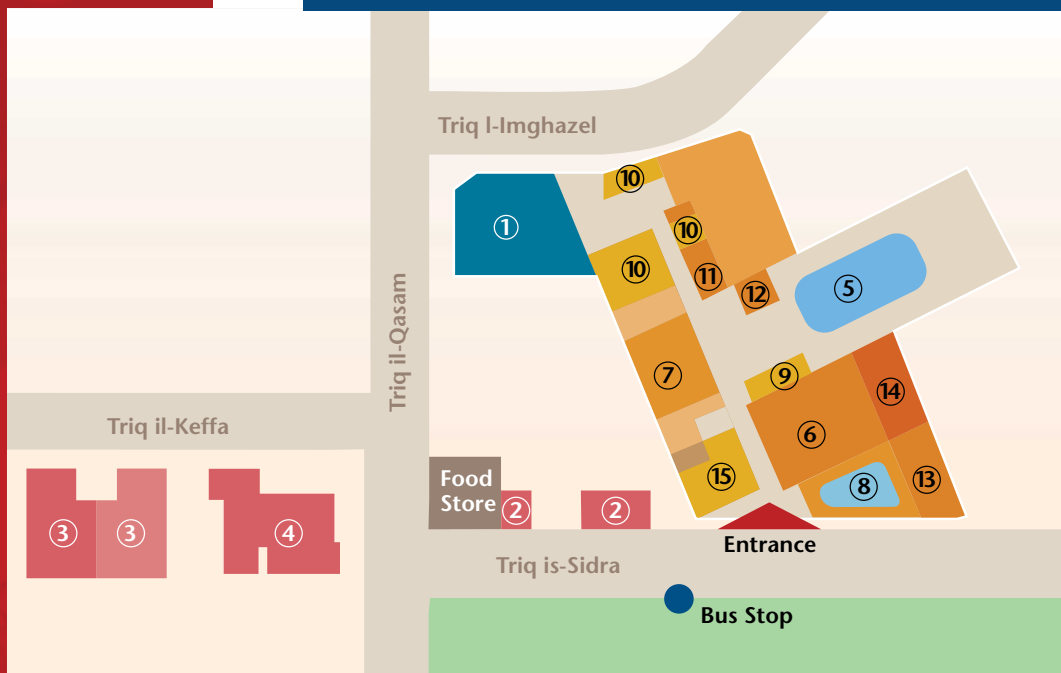 Triq l-Imghazel
⑩
①
⑩
⑩
⑪
⑫
⑤
Triq il-Qasam
⑦
⑨
⑭
Triq il-Keffa
⑥
Food
Store
②
②
⑮
⑧
⑬
③
③
④
Entrance
Triq is-Sidra
Bus Stop